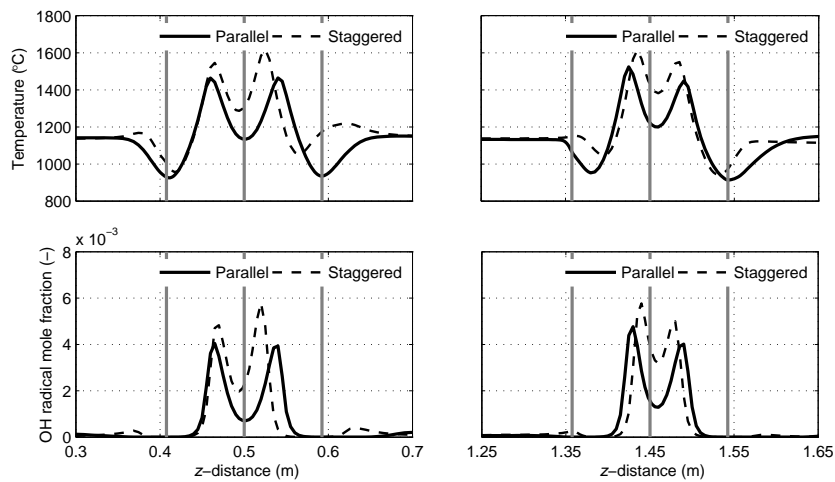 1800
1600
1400
1200
1000
800
Temperature (°C)
Parallel
Staggered
Parallel
Staggered
x 10⁻³
8
6
4
2
0
OH radical mole fraction (−)
Parallel
Staggered
0.3
0.4
0.5
0.6
0.7
z−distance (m)
Parallel
Staggered
1.25
1.35
1.45
1.55
1.65
z−distance (m)